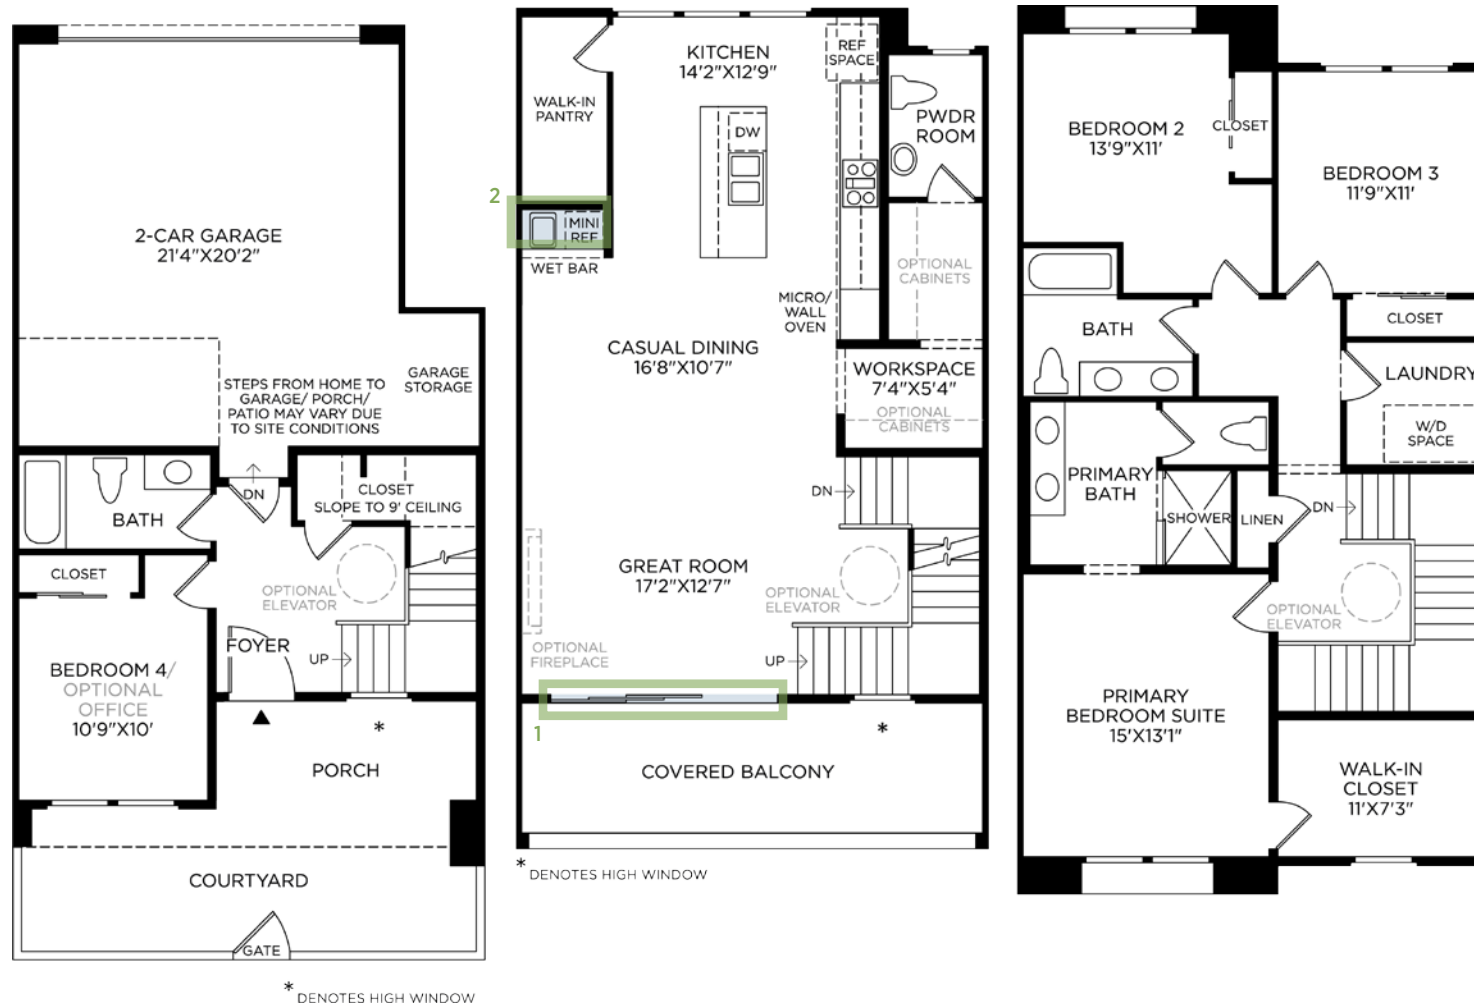 2-CAR GARAGE
21'4"X20'2"
GARAGE
STORAGE
STEPS FROM HOME TO
GARAGE/ PORCH/
PATIO MAY VARY DUE
TO SITE CONDITIONS
DN
CLOSET
SLOPE TO 9' CEILING
BATH
CLOSET
OPTIONAL
ELEVATOR
FOYER
UP
BEDROOM 4/
OPTIONAL
OFFICE
10'9"X10'
*
PORCH
COURTYARD
GATE
* DENOTES HIGH WINDOW
KITCHEN
14'2"X12'9"
REF
SPACE
WALK-IN
PANTRY
DW
PWDR
ROOM
2
MINI
REF
WET BAR
OPTIONAL
CABINETS
MICRO/
WALL
OVEN
CASUAL DINING
16'8"X10'7"
WORKSPACE
7'4"X5'4"
OPTIONAL
CABINETS
DN
GREAT ROOM
17'2"X12'7"
OPTIONAL
ELEVATOR
OPTIONAL
FIREPLACE
UP
1
*
COVERED BALCONY
* DENOTES HIGH WINDOW
BEDROOM 2
13'9"X11'
CLOSET
BEDROOM 3
11'9"X11'
BATH
CLOSET
LAUNDRY
W/D
SPACE
PRIMARY
BATH
SHOWER
LINEN
DN
OPTIONAL
ELEVATOR
PRIMARY
BEDROOM SUITE
15'X13'1"
WALK-IN
CLOSET
11'X7'3"